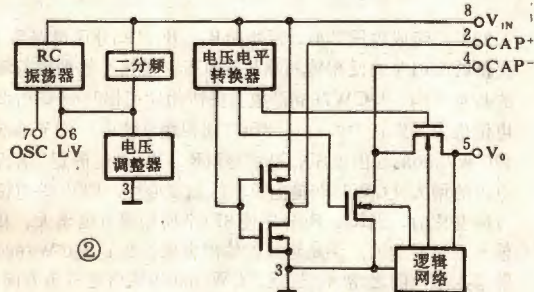 8 V_IN
2 CAP+
4 CAP-
RC
振荡器
二分频
电压电平
转换器
7 6
OSC LV
电压
调整器
3
5 V_0
②
3
逻辑
网络